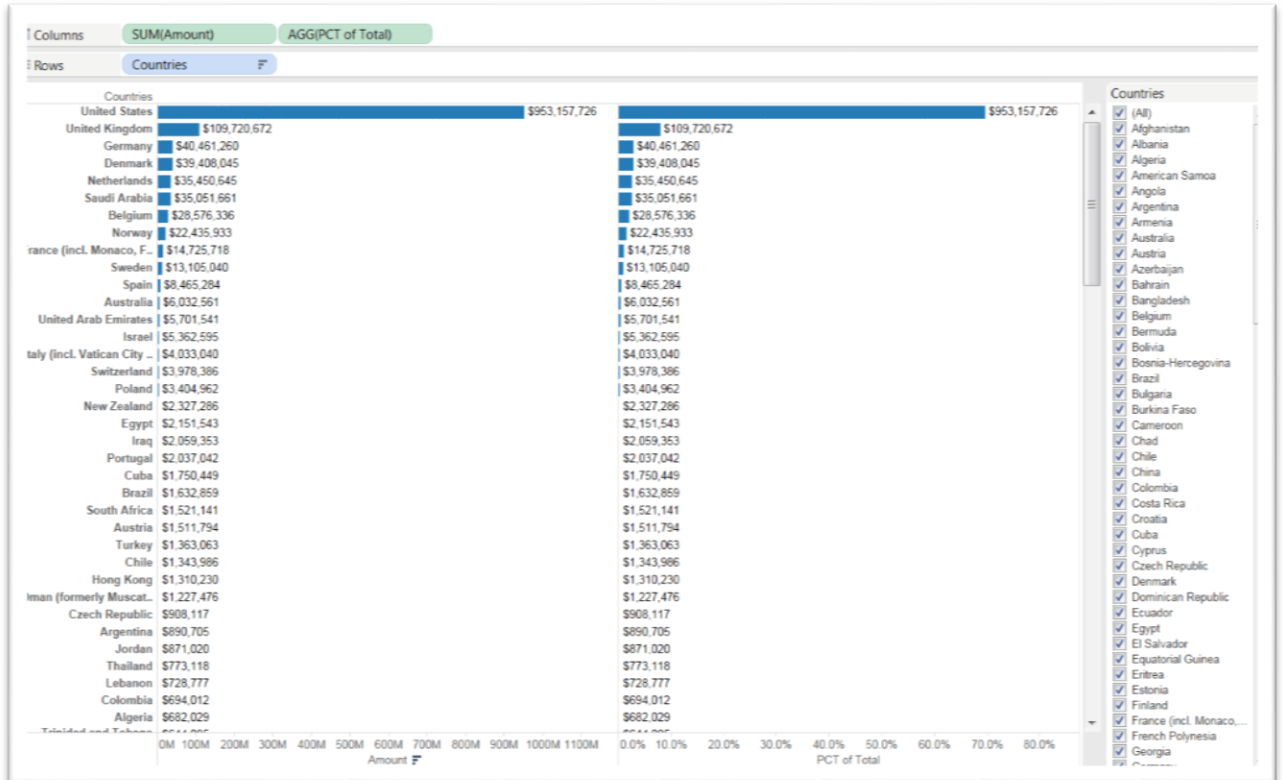 Columns SUM(Amount) AGG(PCT of Total)
Rows Countries
Countries
United States $953,157,726 $953,157,726
United Kingdom $109,720,672 $109,720,672
Germany $40,461,260 $40,461,260
Denmark $39,408,045 $39,408,045
Netherlands $35,450,645 $35,450,645
Saudi Arabia $35,051,661 $35,051,661
Belgium $28,576,336 $28,576,336
Norway $22,435,933 $22,435,933
rance (incl. Monaco, F.. $14,725,718 $14,725,718
Sweden $13,105,040 $13,105,040
Spain $8,465,284 $8,465,284
Australia $6,032,561 $6,032,561
United Arab Emirates $5,701,541 $5,701,541
Israel $5,362,595 $5,362,595
taly (incl. Vatican City .. $4,033,040 $4,033,040
Switzerland $3,978,386 $3,978,386
Poland $3,404,962 $3,404,962
New Zealand $2,327,286 $2,327,286
Egypt $2,151,543 $2,151,543
Iraq $2,059,353 $2,059,353
Portugal $2,037,042 $2,037,042
Cuba $1,750,449 $1,750,449
Brazil $1,632,859 $1,632,859
South Africa $1,521,141 $1,521,141
Austria $1,511,794 $1,511,794
Turkey $1,363,063 $1,363,063
Chile $1,343,986 $1,343,986
Hong Kong $1,310,230 $1,310,230
man (formerly Muscat.. $1,227,476 $1,227,476
Czech Republic $908,117 $908,117
Argentina $890,705 $890,705
Jordan $871,020 $871,020
Thailand $773,118 $773,118
Lebanon $728,777 $728,777
Colombia $694,012 $694,012
Algeria $682,029 $682,029
Trinidad and Tobago
0M 100M 200M 300M 400M 500M 600M 700M 800M 900M 1000M 1100M 0.0% 10.0% 20.0% 30.0% 40.0% 50.0% 60.0% 70.0% 80.0%
Amount PCT of Total
Countries
(All)
Afghanistan
Albania
Algeria
American Samoa
Angola
Argentina
Armenia
Australia
Austria
Azerbaijan
Bahrain
Bangladesh
Belgium
Bermuda
Bolivia
Bosnia-Hercegovina
Brazil
Bulgaria
Burkina Faso
Cameroon
Chad
Chile
China
Colombia
Costa Rica
Croatia
Cuba
Cyprus
Czech Republic
Denmark
Dominican Republic
Ecuador
Egypt
El Salvador
Equatorial Guinea
Eritrea
Estonia
Finland
France (incl. Monaco,...
French Polynesia
Georgia
Germany